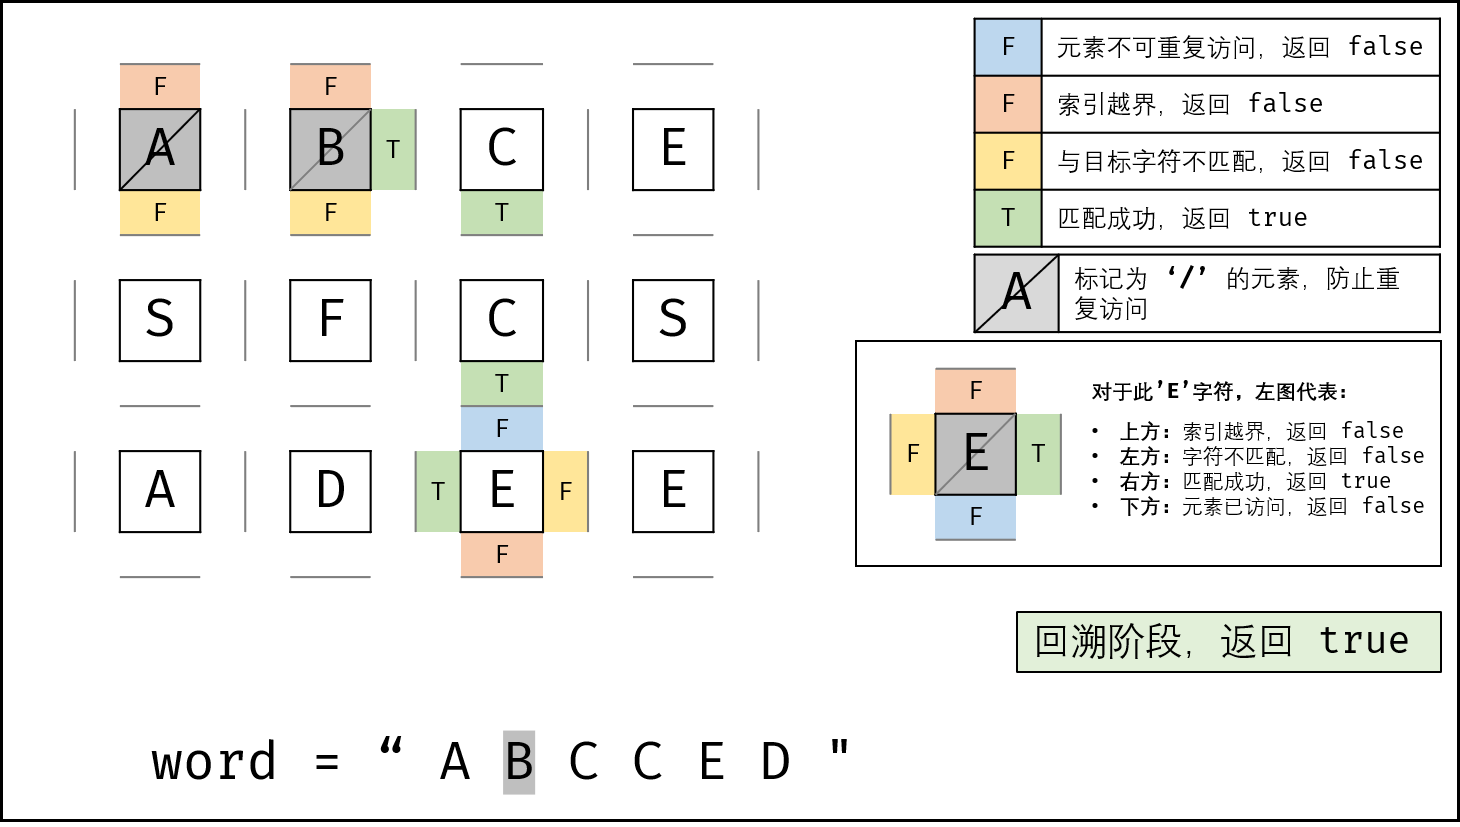 F F
A B T C E
F F T
S F C S
T
F
A D T E F E
F
F 元素不可重复访问，返回 false
F 索引越界，返回 false
F 与目标字符不匹配，返回 false
T 匹配成功，返回 true
A 标记为 ‘/’ 的元素，防止重
复访问
F
F E T
F
对于此’E’字符，左图代表：
• 上方：索引越界，返回 false
• 左方：字符不匹配，返回 false
• 右方：匹配成功，返回 true
• 下方：元素已访问，返回 false
回溯阶段，返回 true
word = “ A B C C E D "